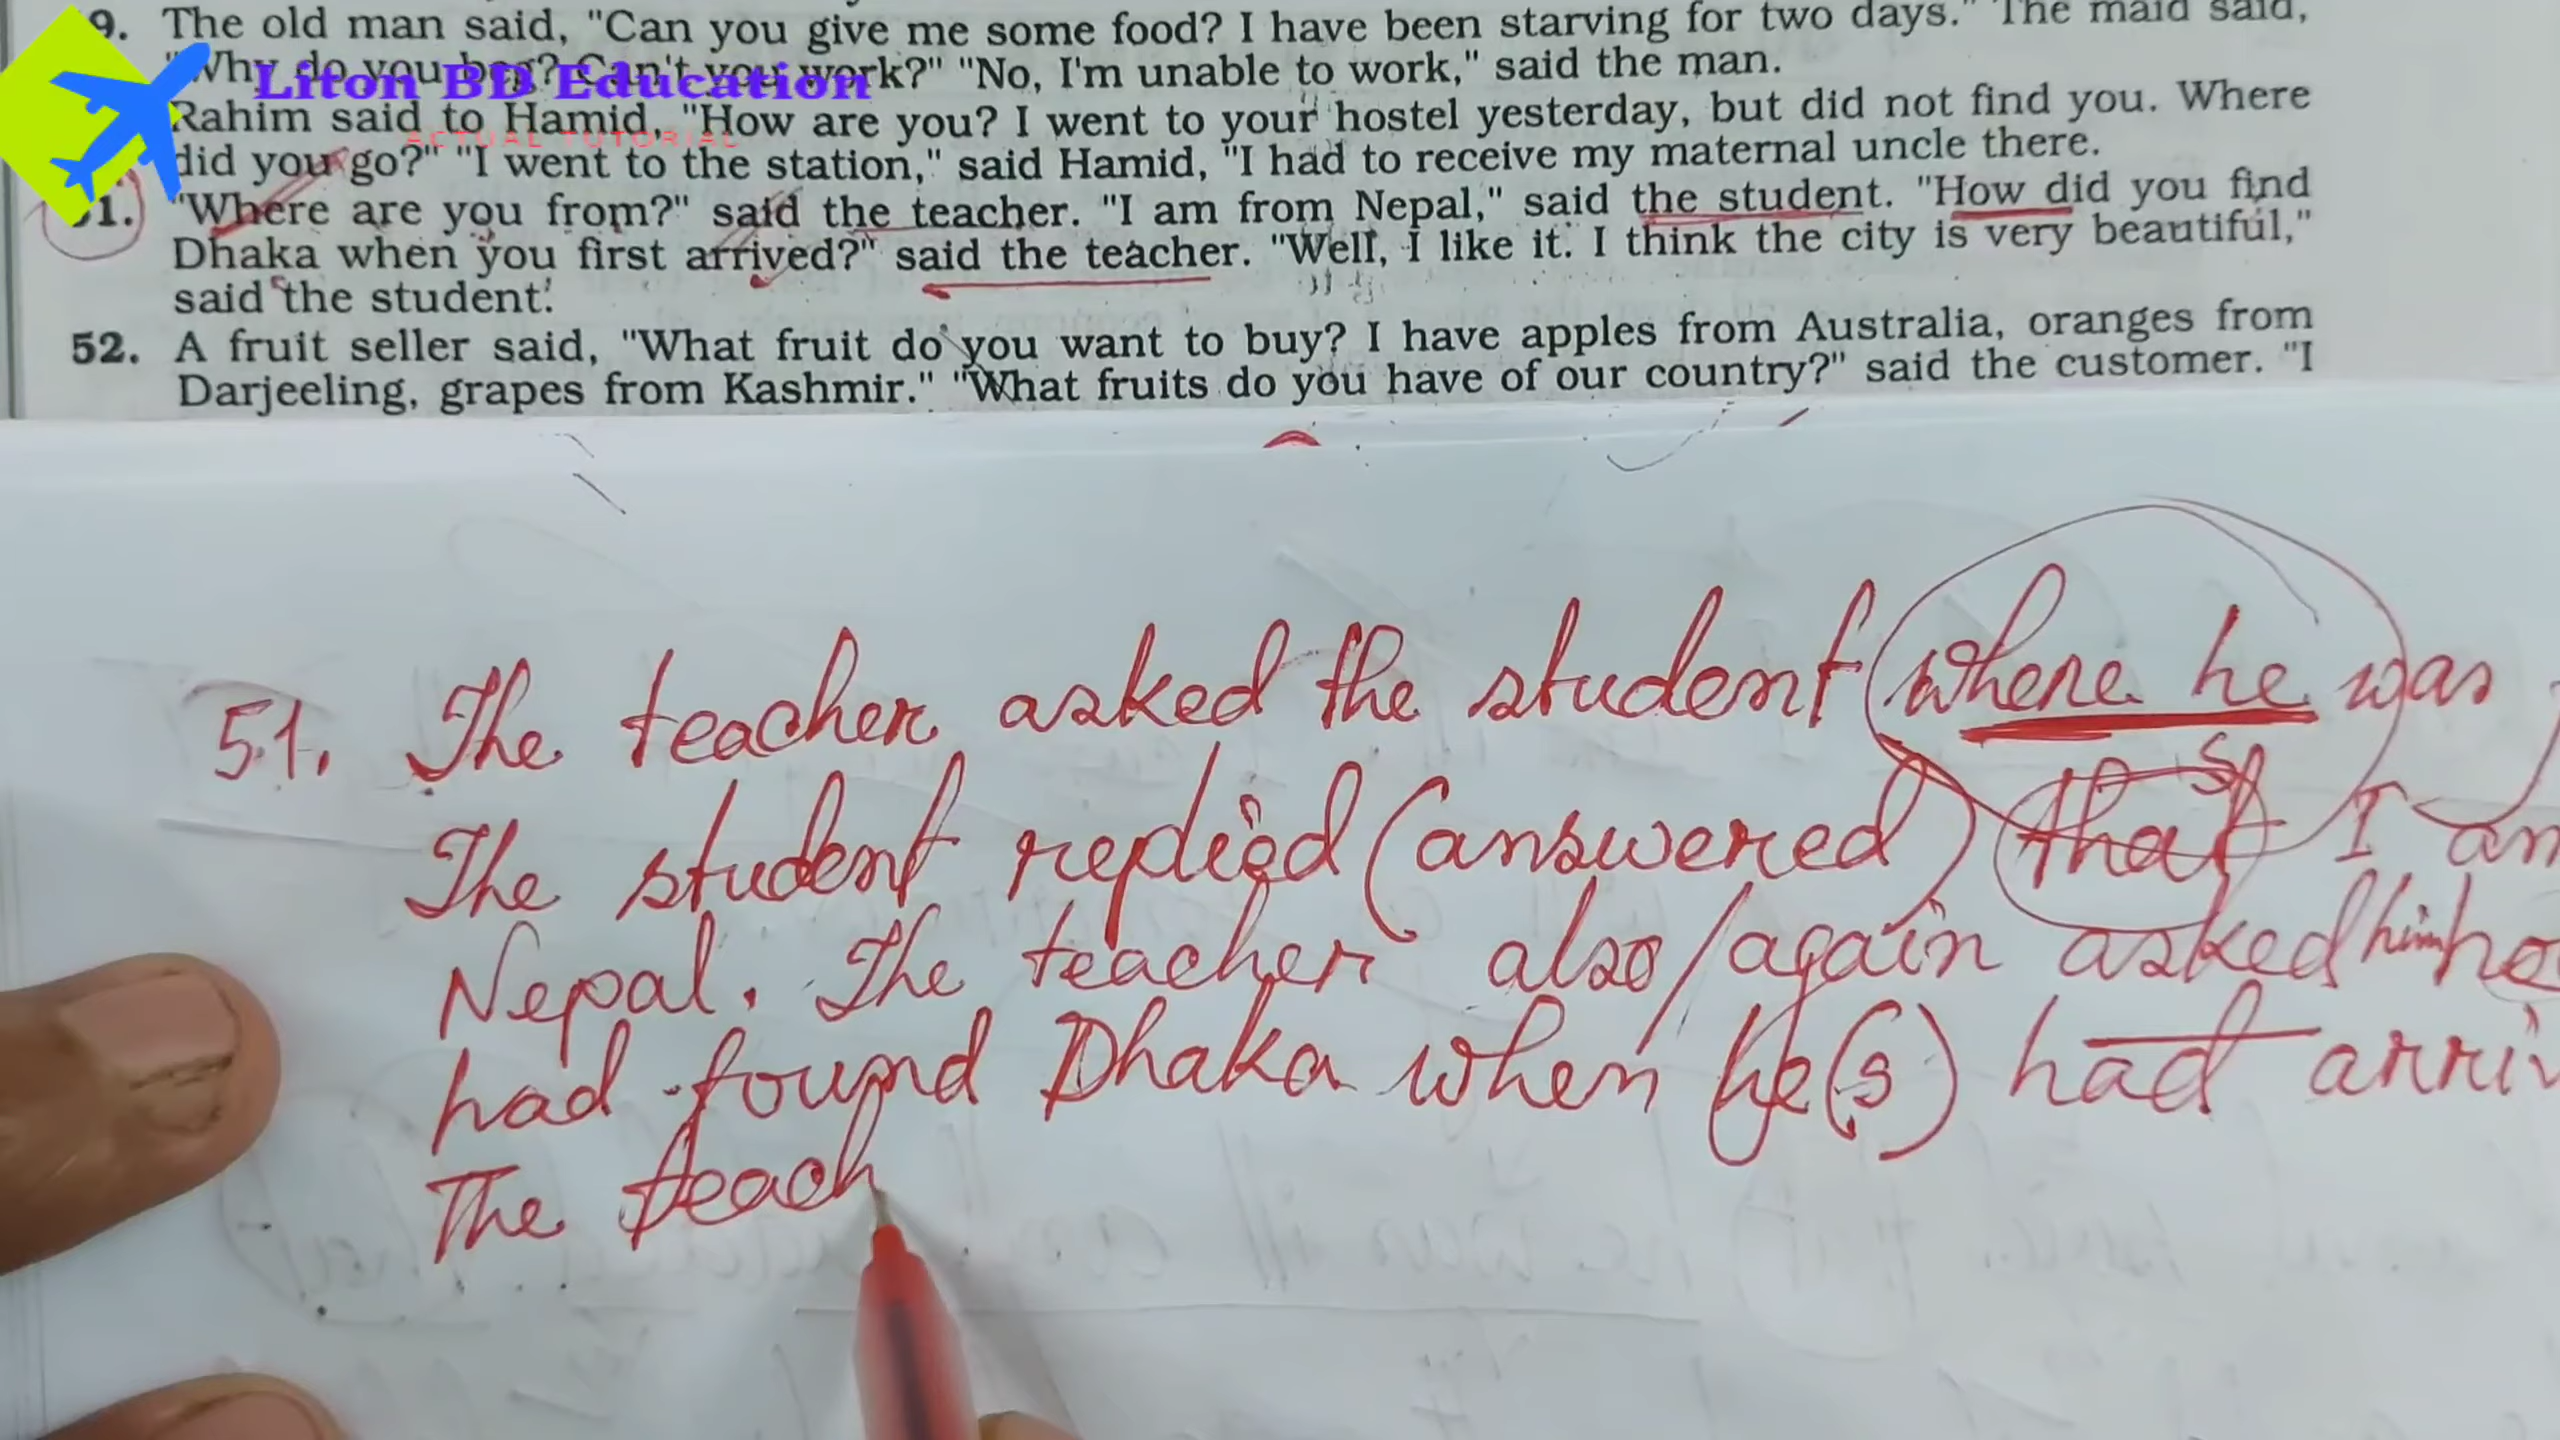 9. The old man said, "Can you give me some food? I have been starving for two days." The maid said,
"Why do you beg? Can't you work?" "No, I'm unable to work," said the man.
Liton BD Education
Rahim said to Hamid, "How are you? I went to your hostel yesterday, but did not find you. Where
ACTUAL TUTORIAL
did you go?" "I went to the station," said Hamid, "I had to receive my maternal uncle there.
51. "Where are you from?" said the teacher. "I am from Nepal," said the student. "How did you find
Dhaka when you first arrived?" said the teacher. "Well, I like it. I think the city is very beautiful,"
said the student.
52. A fruit seller said, "What fruit do you want to buy? I have apples from Australia, oranges from
Darjeeling, grapes from Kashmir." "What fruits do you have of our country?" said the customer. "I
51. The teacher asked the student where he was
The student replied (answered) that I am
Nepal. The teacher also/again asked him ho
had found Dhaka when he(s) had arriv
The teach